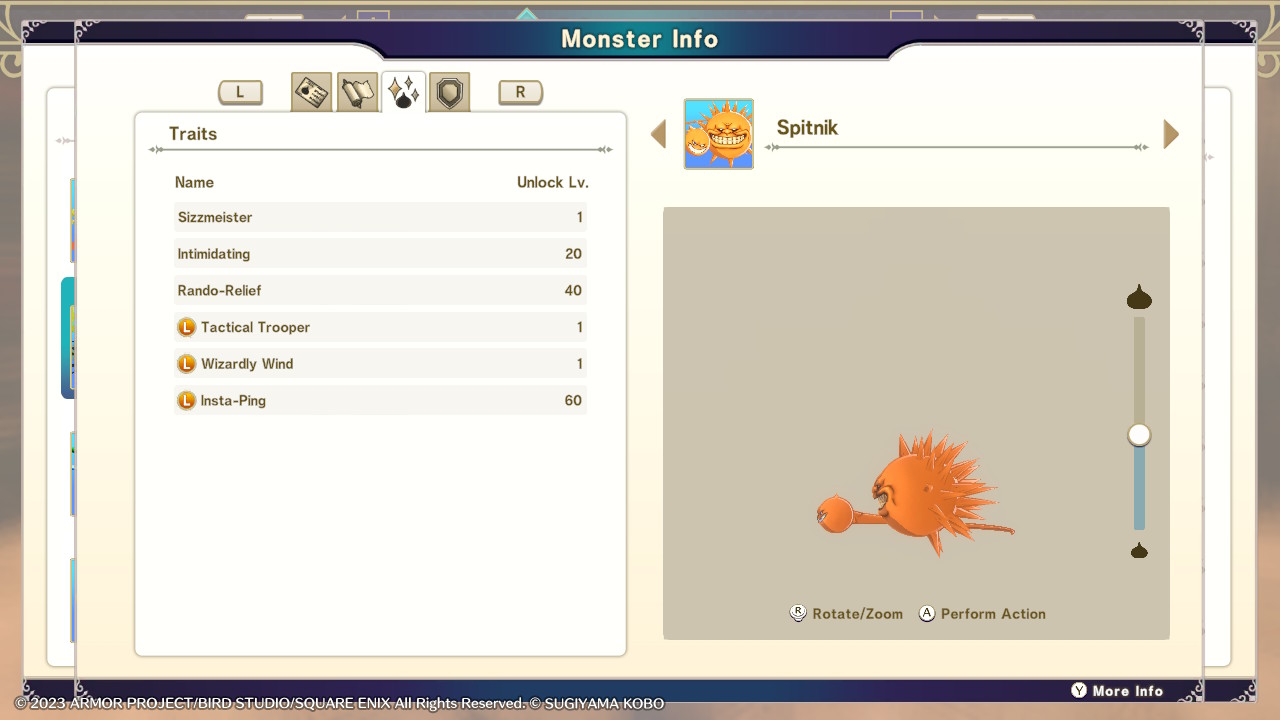 Monster Info
L
R
Traits
Name Unlock Lv.
Sizzmeister 1
Intimidating 20
Rando-Relief 40
L Tactical Trooper 1
L Wizardly Wind 1
L Insta-Ping 60
Spitnik
R Rotate/Zoom A Perform Action
Y More Info
© 2023 ARMOR PROJECT/BIRD STUDIO/SQUARE ENIX All Rights Reserved. © SUGIYAMA KOBO